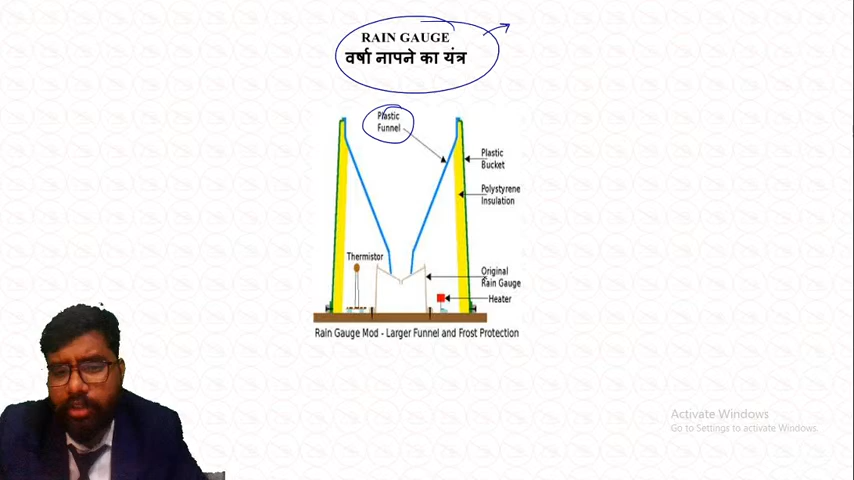 RAIN GAUGE
वर्षा नापने का यंत्र
Plastic
Funnel
Plastic
Bucket
Polystyrene
Insulation
Thermistor
Original
Rain Gauge
Heater
Rain Gauge Mod - Larger Funnel and Frost Protection
Activate Windows
Go to Settings to activate Windows.